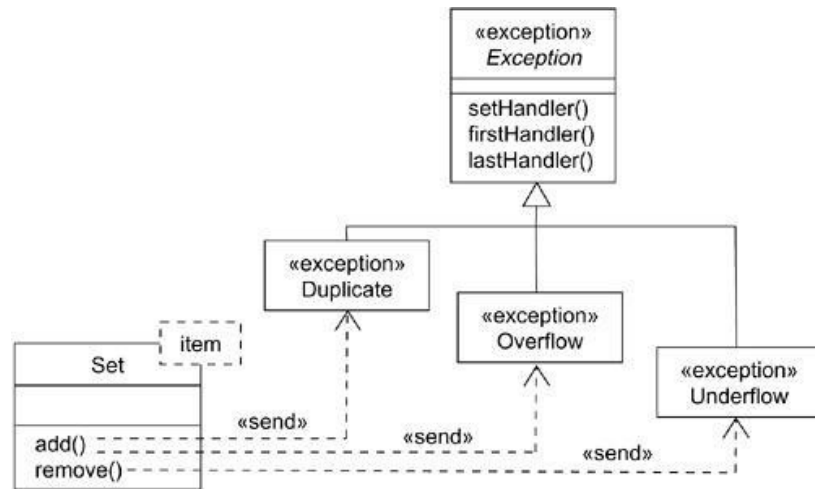 «exception»
Exception
setHandler()
firstHandler()
lastHandler()
«exception»
Duplicate
«exception»
Overflow
«exception»
Underflow
item
Set
add()
remove()
«send»
«send»
«send»